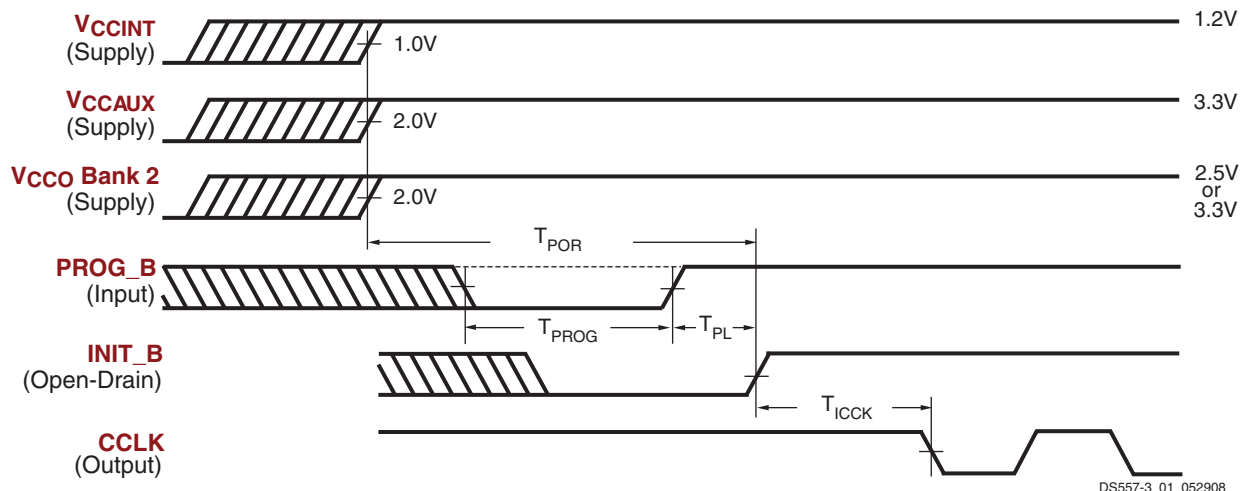 VCCINT
(Supply)
1.0V
1.2V
VCCAUX
(Supply)
2.0V
3.3V
VCCO Bank 2
(Supply)
2.0V
2.5V
or
3.3V
TPOR
PROG_B
(Input)
TPROG
TPL
INIT_B
(Open-Drain)
TICCK
CCLK
(Output)
DS557-3_01_052908